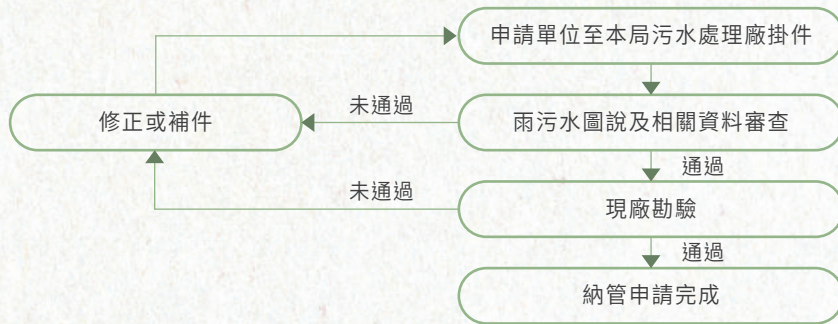 申請單位至本局污水處理廠掛件
修正或補件
未通過
雨污水圖說及相關資料審查
通過
未通過
現廠勘驗
通過
納管申請完成